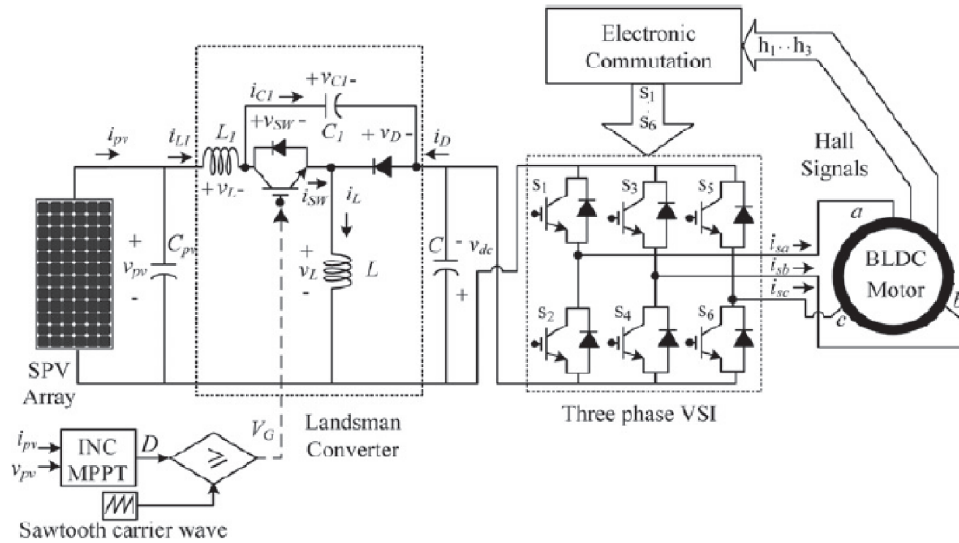 Electronic
Commutation
h1..h3
S1
S6
Hall
Signals
+vC1-
iC1
C1
+vSW-
L1
+vD-
iD
ipv
iL1
+vL-
iSW
iL
+
vpv
-
Cpv
+
vL
-
L
C
-
vdc
+
S1
S3
S5
S2
S4
S6
a
isa
isb
isc
BLDC
Motor
b
c
SPV
Array
Landsman
Converter
Three phase VSI
VG
ipv
vpv
INC
MPPT
D
≥
Sawtooth carrier wave